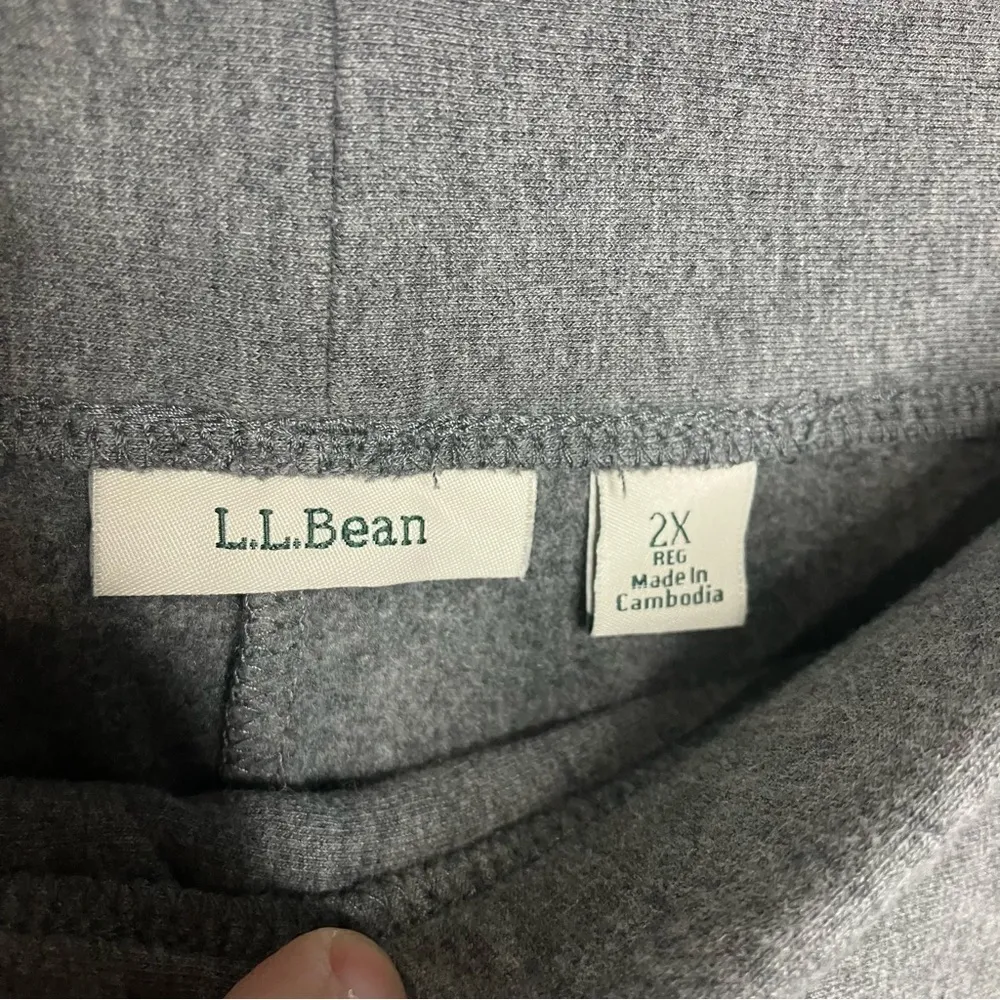 L.L.Bean
2X
REG
Made In
Cambodia